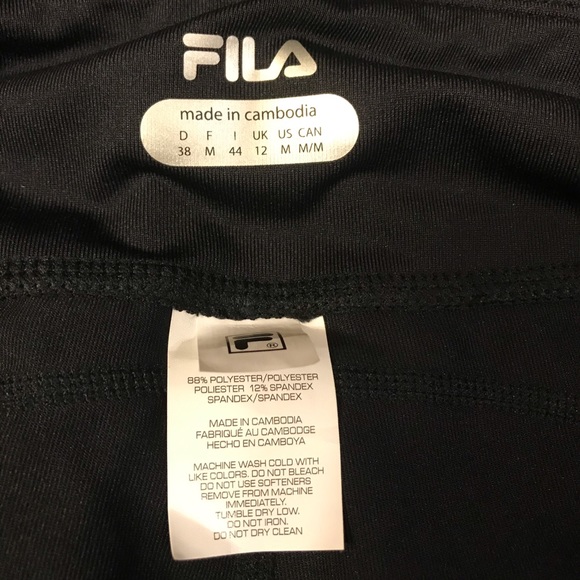 FILA
made in cambodia
D F I UK US CAN
38 M 44 12 M M/M
F
88% POLYESTER/POLYESTER
POLIESTER 12% SPANDEX
SPANDEX/SPANDEX
MADE IN CAMBODIA
FABRIQUÉ AU CAMBODGE
HECHO EN CAMBOYA
MACHINE WASH COLD WITH
LIKE COLORS. DO NOT BLEACH
DO NOT USE SOFTENERS
REMOVE FROM MACHINE
IMMEDIATELY.
TUMBLE DRY LOW.
DO NOT IRON.
DO NOT DRY CLEAN